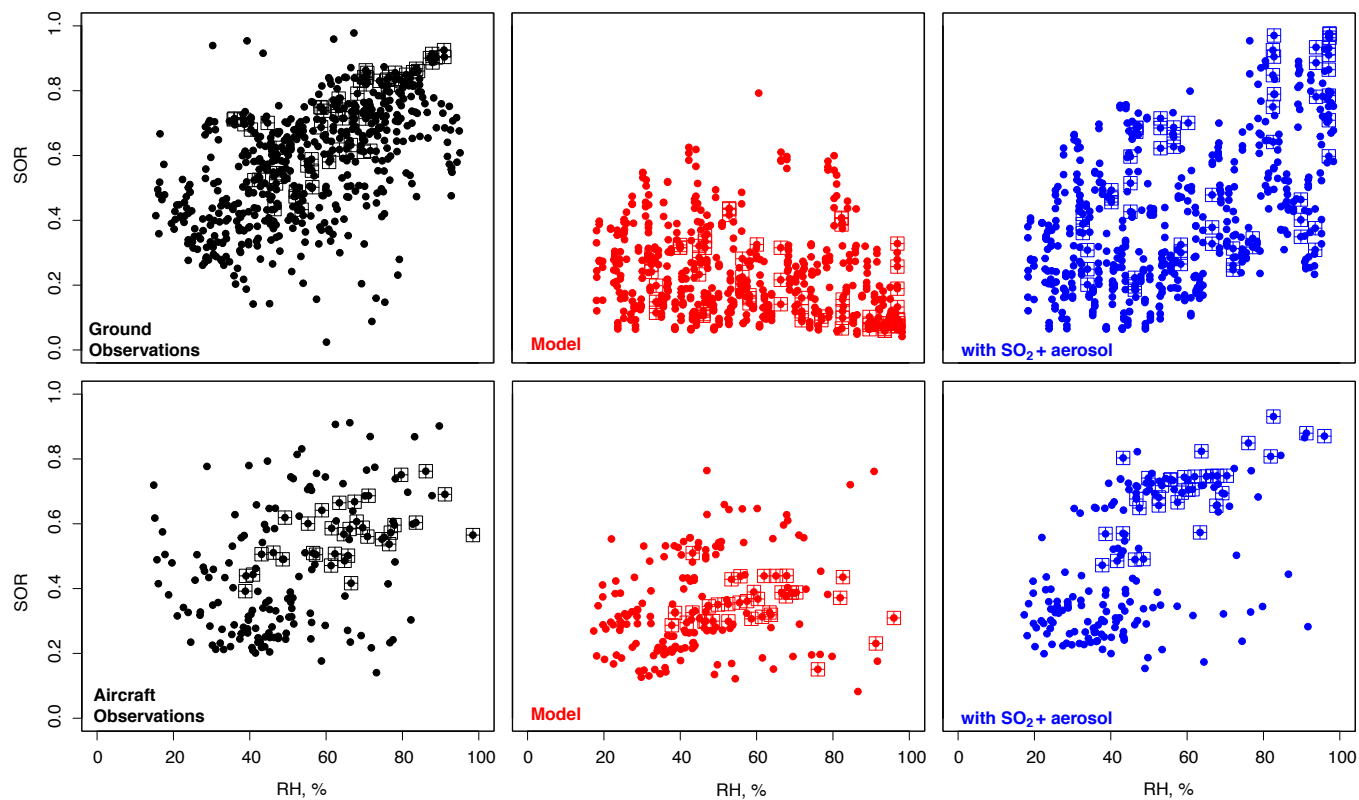 1.0
0.8
0.6
0.4
0.2
0.0
SOR
Ground
Observations
Model
with SO₂ + aerosol
1.0
0.8
0.6
0.4
0.2
0.0
SOR
Aircraft
Observations
Model
with SO₂ + aerosol
0 20 40 60 80 100
0 20 40 60 80 100
0 20 40 60 80 100
RH, %
RH, %
RH, %